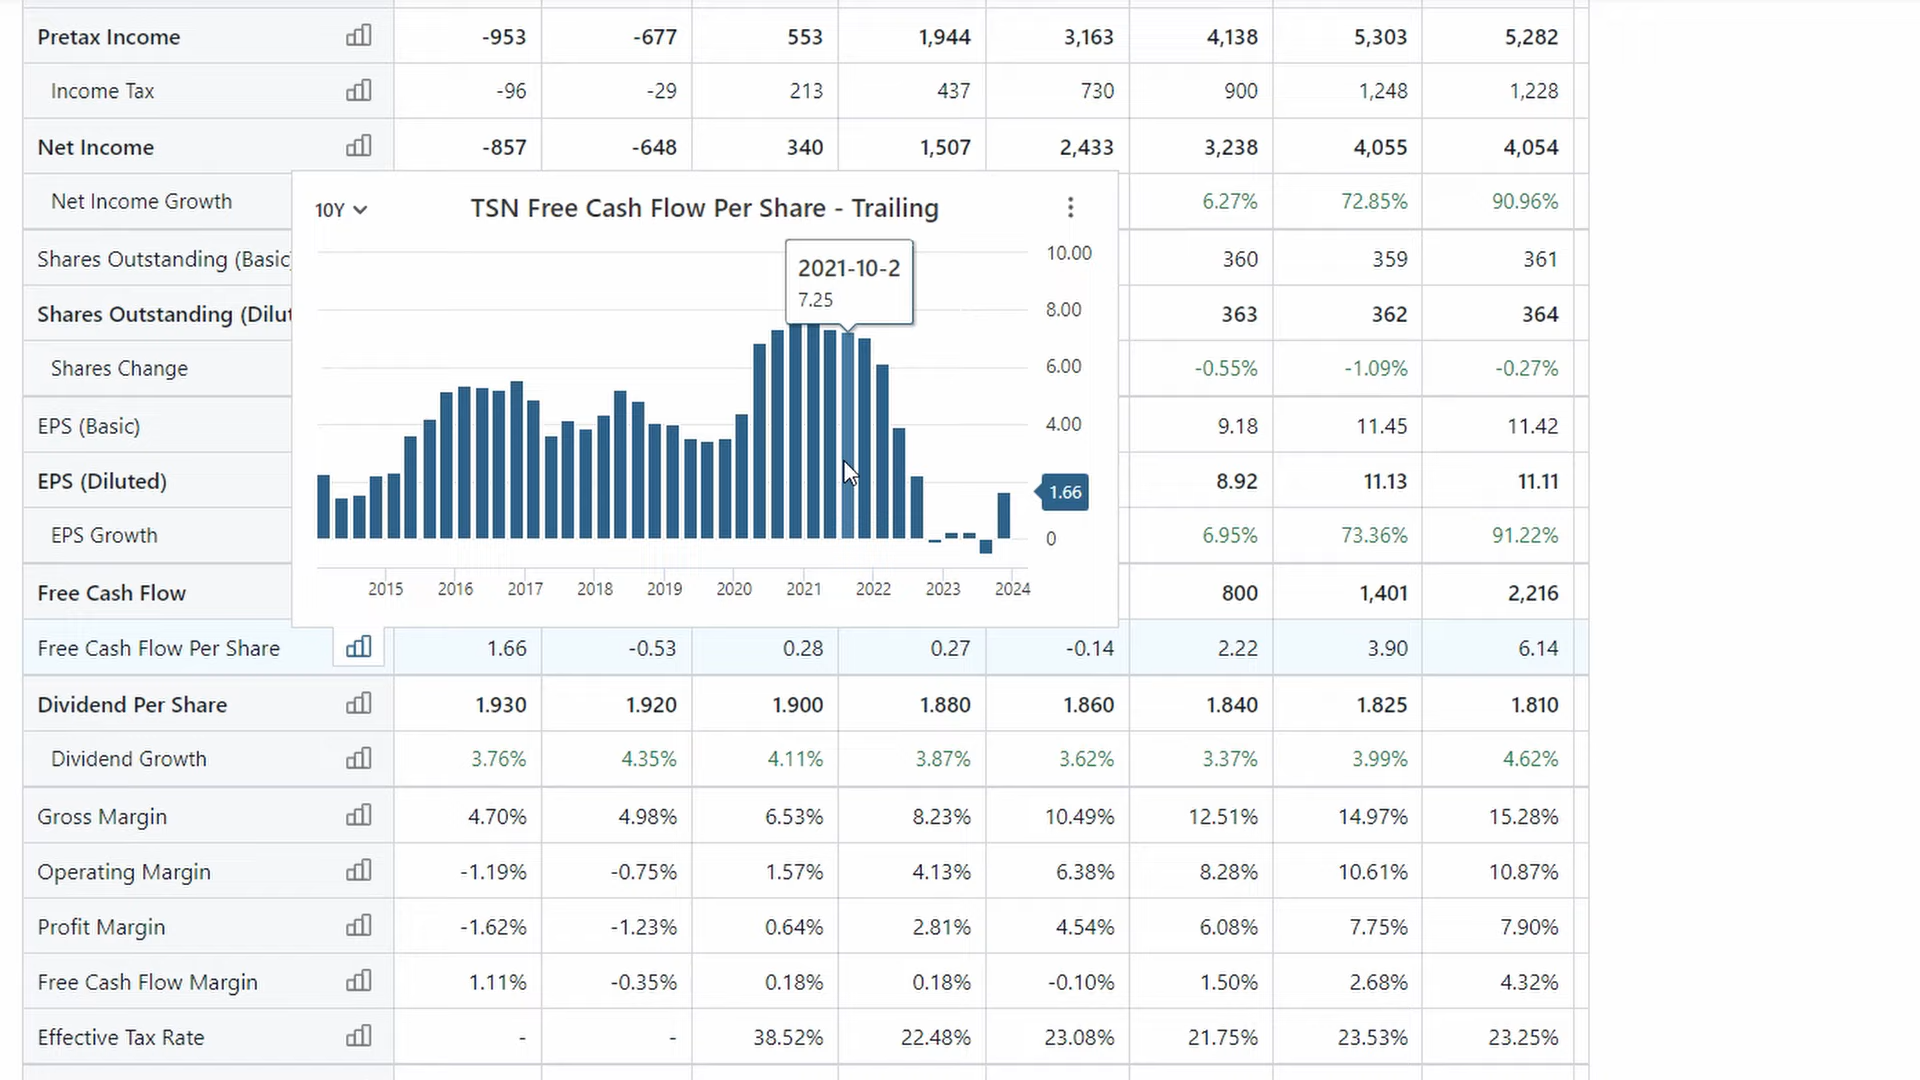 Pretax Income -953 -677 553 1,944 3,163 4,138 5,303 5,282
Income Tax -96 -29 213 437 730 900 1,248 1,228
Net Income -857 -648 340 1,507 2,433 3,238 4,055 4,054
Net Income Growth 6.27% 72.85% 90.96%
10Y TSN Free Cash Flow Per Share - Trailing
Shares Outstanding (Basic 360 359 361
10.00
2021-10-2
7.25
8.00
Shares Outstanding (Dilut 363 362 364
Shares Change -0.55% -1.09% -0.27%
6.00
EPS (Basic) 9.18 11.45 11.42
4.00
EPS (Diluted) 8.92 11.13 11.11
1.66
EPS Growth 6.95% 73.36% 91.22%
0
2015 2016 2017 2018 2019 2020 2021 2022 2023 2024
Free Cash Flow 800 1,401 2,216
Free Cash Flow Per Share 1.66 -0.53 0.28 0.27 -0.14 2.22 3.90 6.14
Dividend Per Share 1.930 1.920 1.900 1.880 1.860 1.840 1.825 1.810
Dividend Growth 3.76% 4.35% 4.11% 3.87% 3.62% 3.37% 3.99% 4.62%
Gross Margin 4.70% 4.98% 6.53% 8.23% 10.49% 12.51% 14.97% 15.28%
Operating Margin -1.19% -0.75% 1.57% 4.13% 6.38% 8.28% 10.61% 10.87%
Profit Margin -1.62% -1.23% 0.64% 2.81% 4.54% 6.08% 7.75% 7.90%
Free Cash Flow Margin 1.11% -0.35% 0.18% 0.18% -0.10% 1.50% 2.68% 4.32%
Effective Tax Rate - - 38.52% 22.48% 23.08% 21.75% 23.53% 23.25%